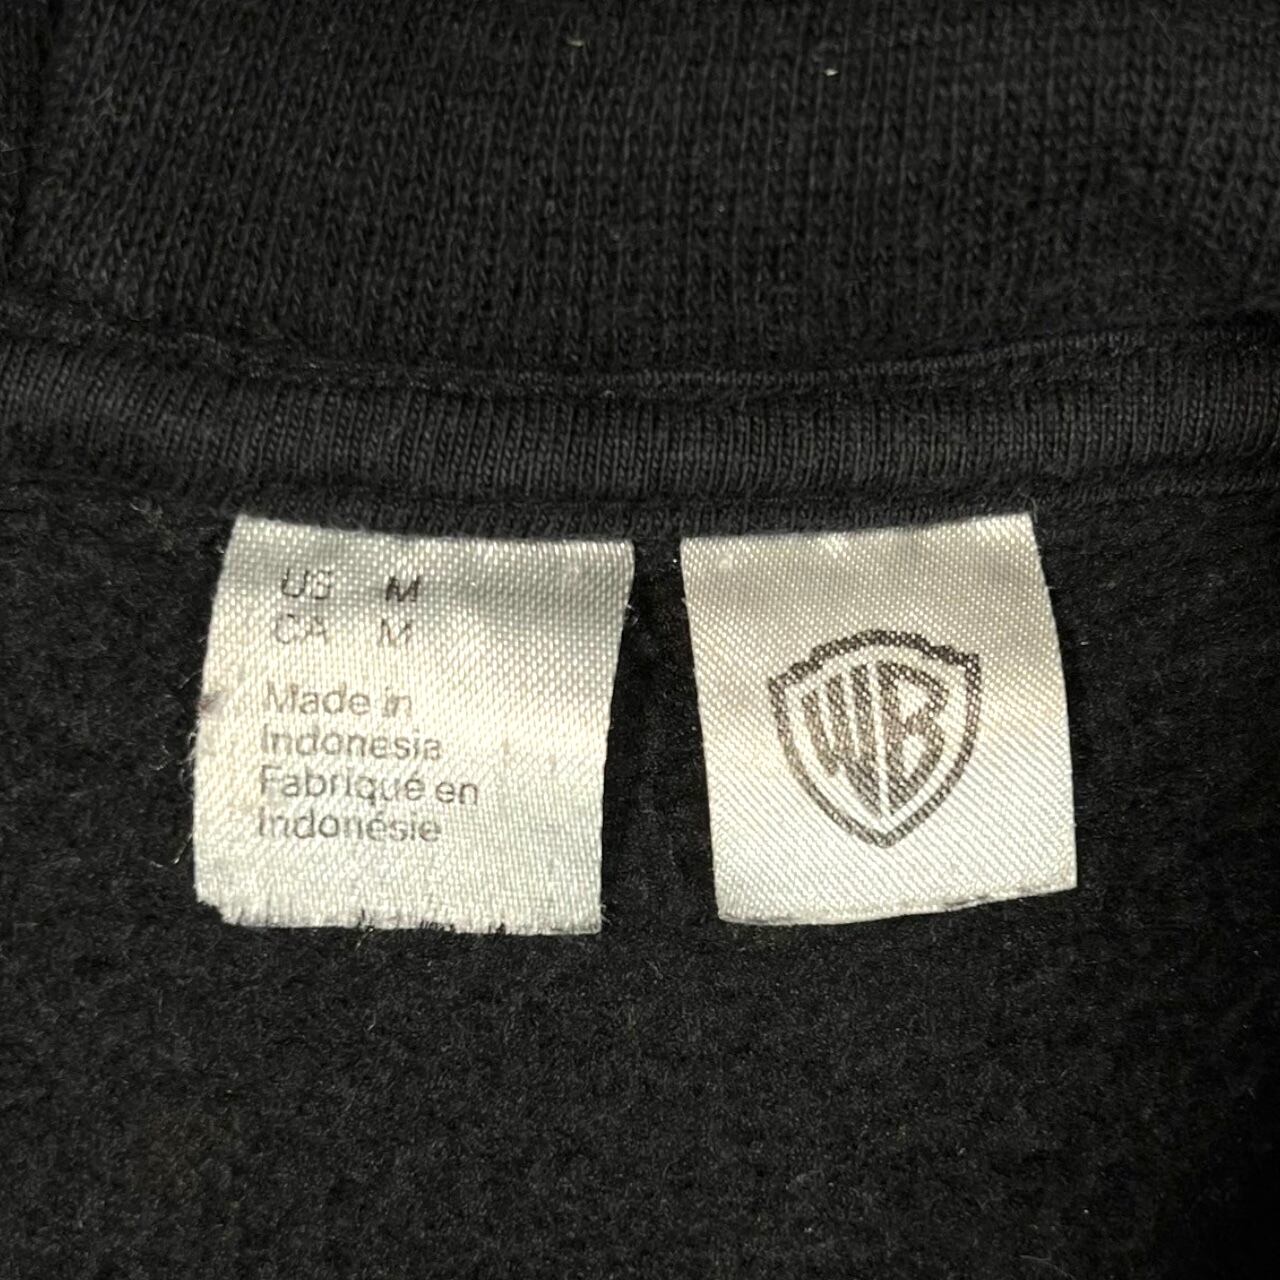 US M
CA M
Made in
Indonesia
Fabriqué en
Indonésie
WB